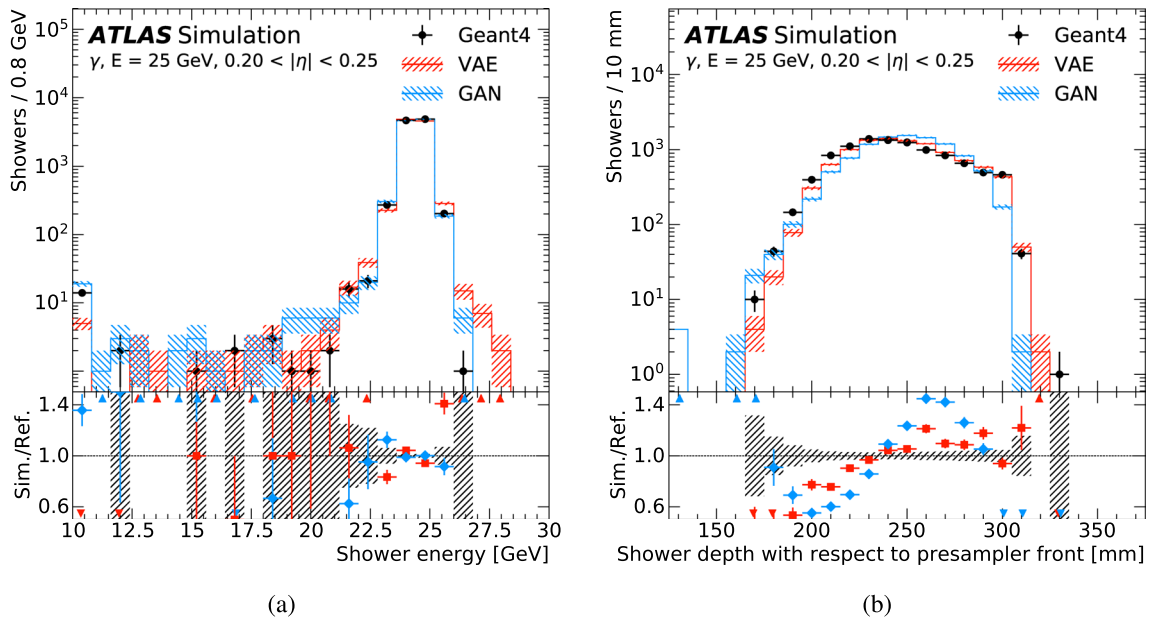 ATLAS Simulation
γ, E = 25 GeV, 0.20 < |η| < 0.25
Geant4
VAE
GAN
Showers / 0.8 GeV
10⁵
10⁴
10³
10²
10¹
Sim./Ref.
1.4
1.0
0.6
10.0 12.5 15.0 17.5 20.0 22.5 25.0 27.5 30
Shower energy [GeV]
(a)
ATLAS Simulation
γ, E = 25 GeV, 0.20 < |η| < 0.25
Geant4
VAE
GAN
Showers / 10 mm
10⁴
10³
10²
10¹
10⁰
Sim./Ref.
1.4
1.0
0.6
150 200 250 300 350
Shower depth with respect to presampler front [mm]
(b)